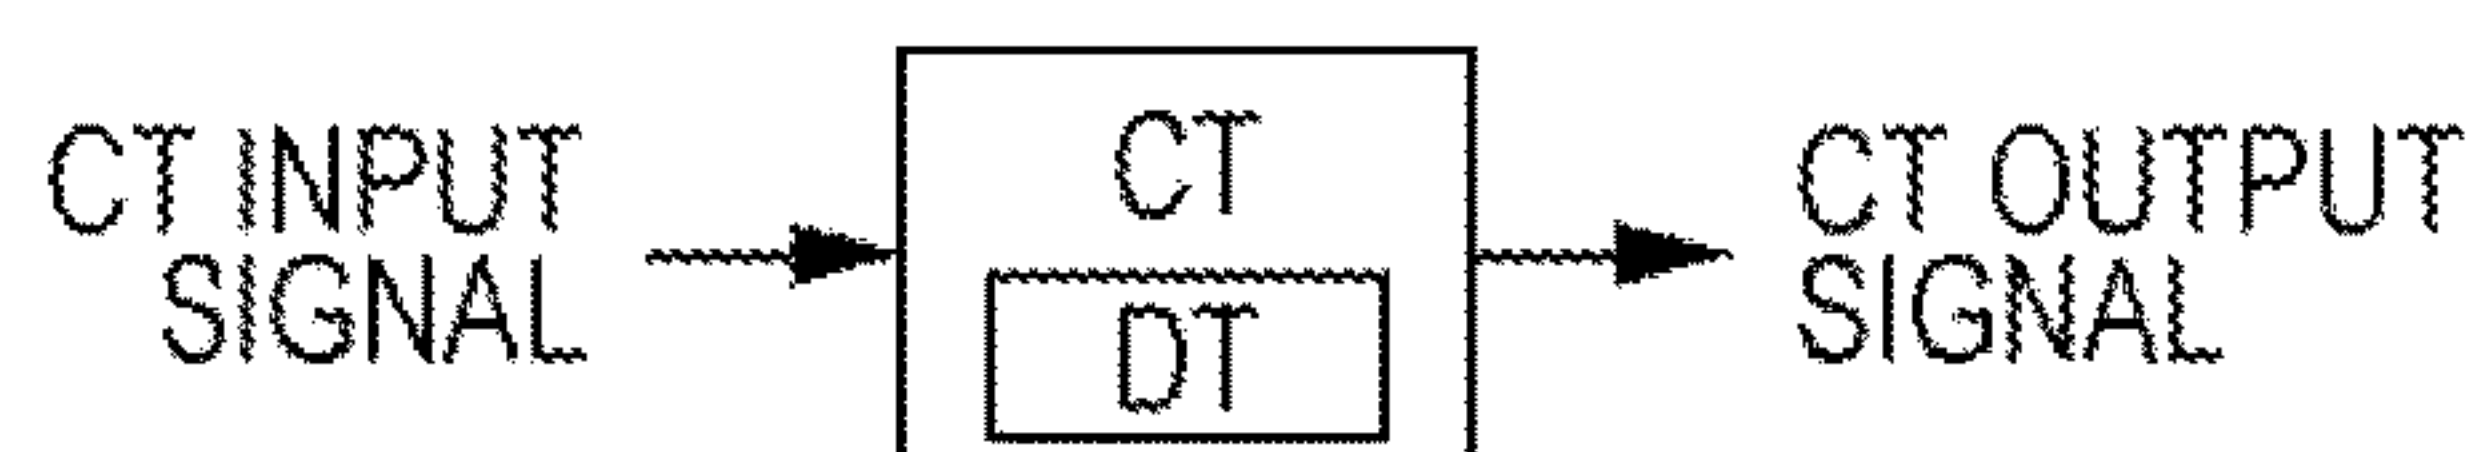 CT INPUT
SIGNAL
CT
DT
CT OUTPUT
SIGNAL